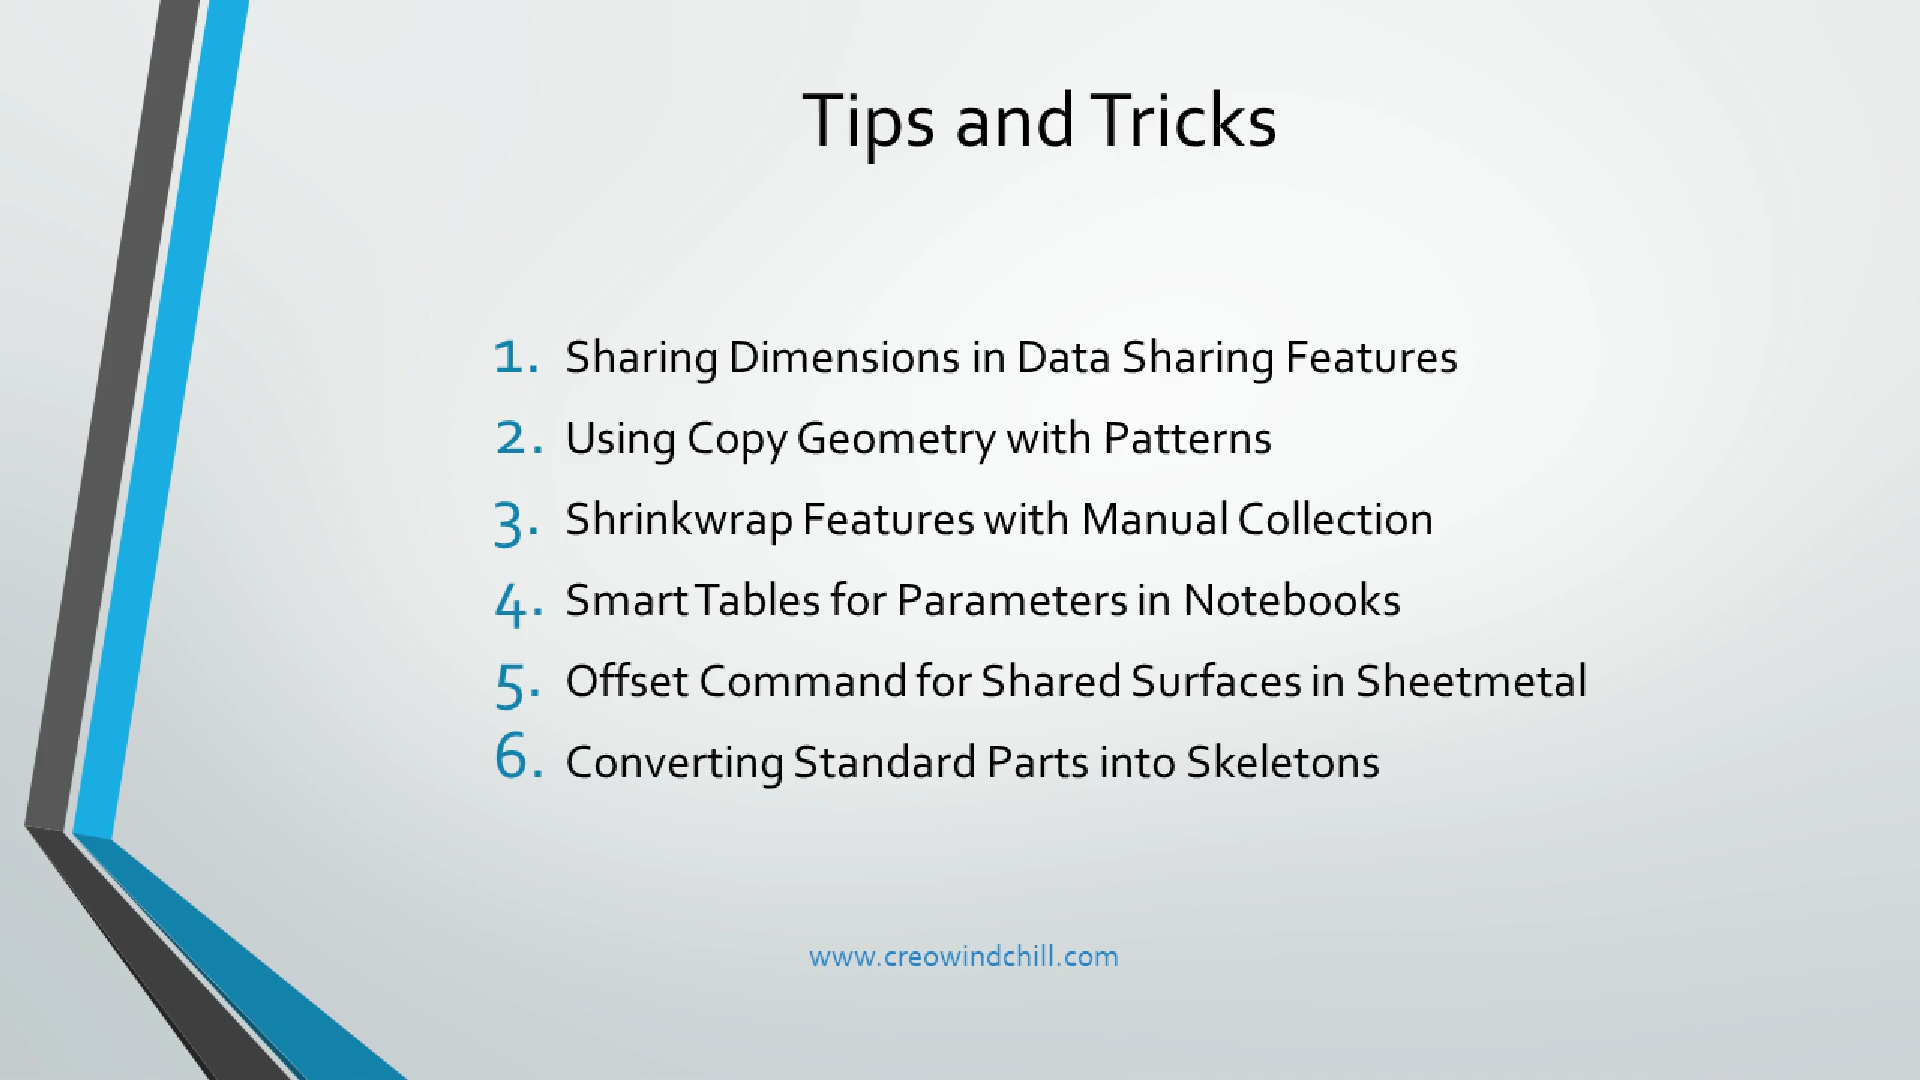 Tips and Tricks
1. Sharing Dimensions in Data Sharing Features
2. Using Copy Geometry with Patterns
3. Shrinkwrap Features with Manual Collection
4. Smart Tables for Parameters in Notebooks
5. Offset Command for Shared Surfaces in Sheetmetal
6. Converting Standard Parts into Skeletons
www.creowindchill.com